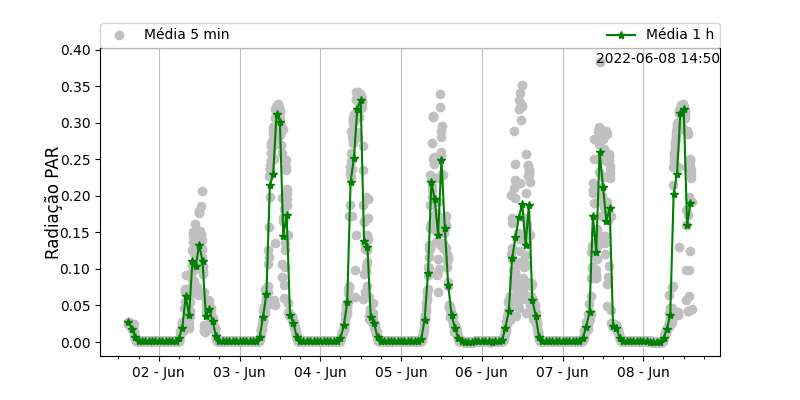 Média 5 min
Média 1 h
2022-06-08 14:50
Radiação PAR
0.40
0.35
0.30
0.25
0.20
0.15
0.10
0.05
0.00
02 - Jun
03 - Jun
04 - Jun
05 - Jun
06 - Jun
07 - Jun
08 - Jun